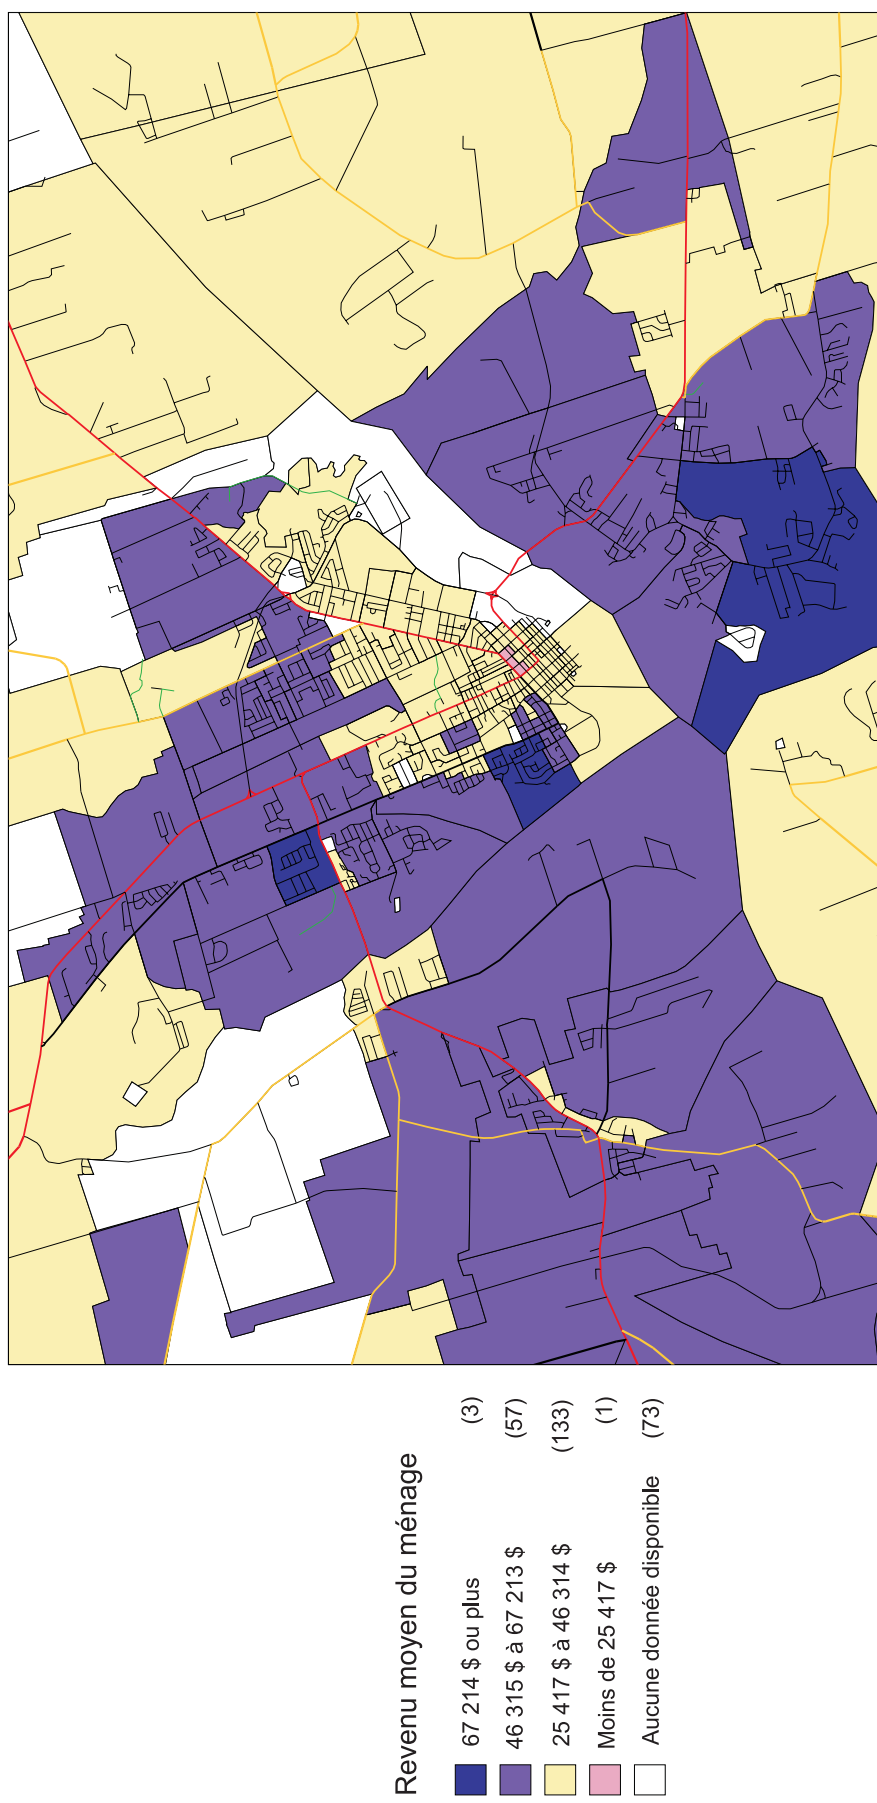 Revenu moyen du ménage
67 214 $ ou plus (3)
46 315 $ à 67 213 $ (57)
25 417 $ à 46 314 $ (133)
Moins de 25 417 $ (1)
Aucune donnée disponible (73)